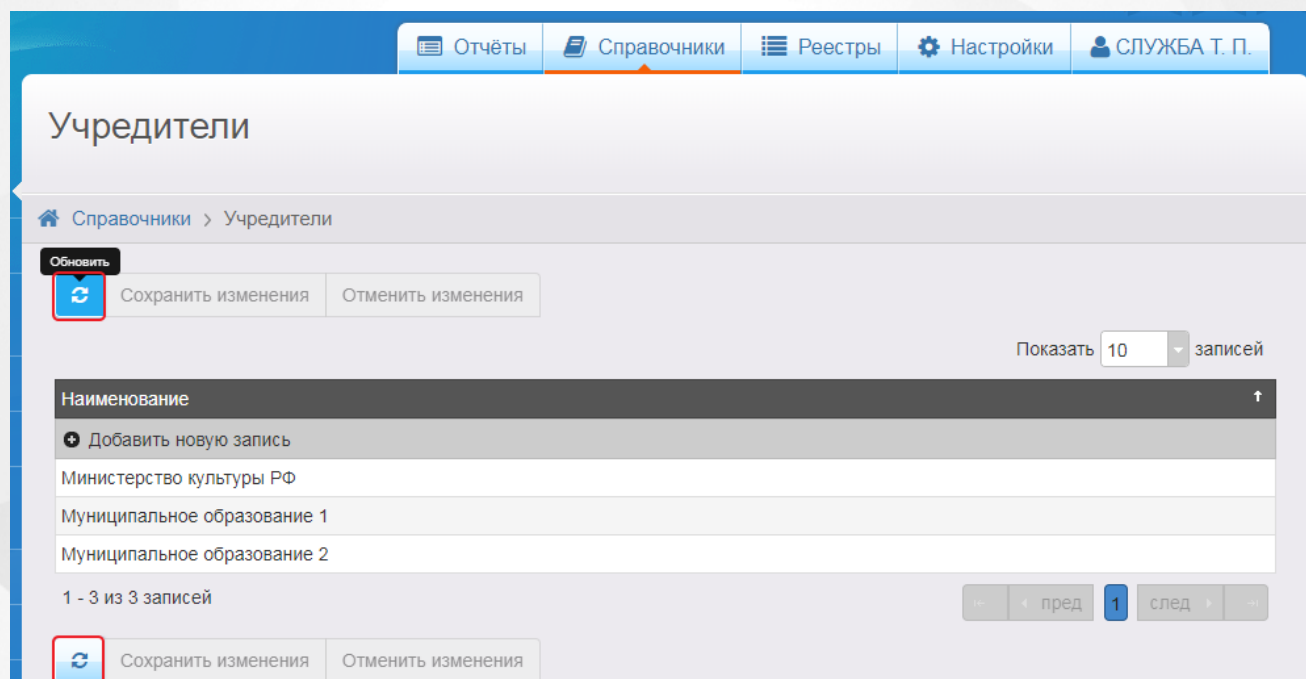 Отчёты Справочники Реестры Настройки СЛУЖБА Т. П.
Учредители
Справочники > Учредители
Обновить
Сохранить изменения Отменить изменения
Показать 10 записей
Наименование
Добавить новую запись
Министерство культуры РФ
Муниципальное образование 1
Муниципальное образование 2
1 - 3 из 3 записей пред 1 след
Сохранить изменения Отменить изменения